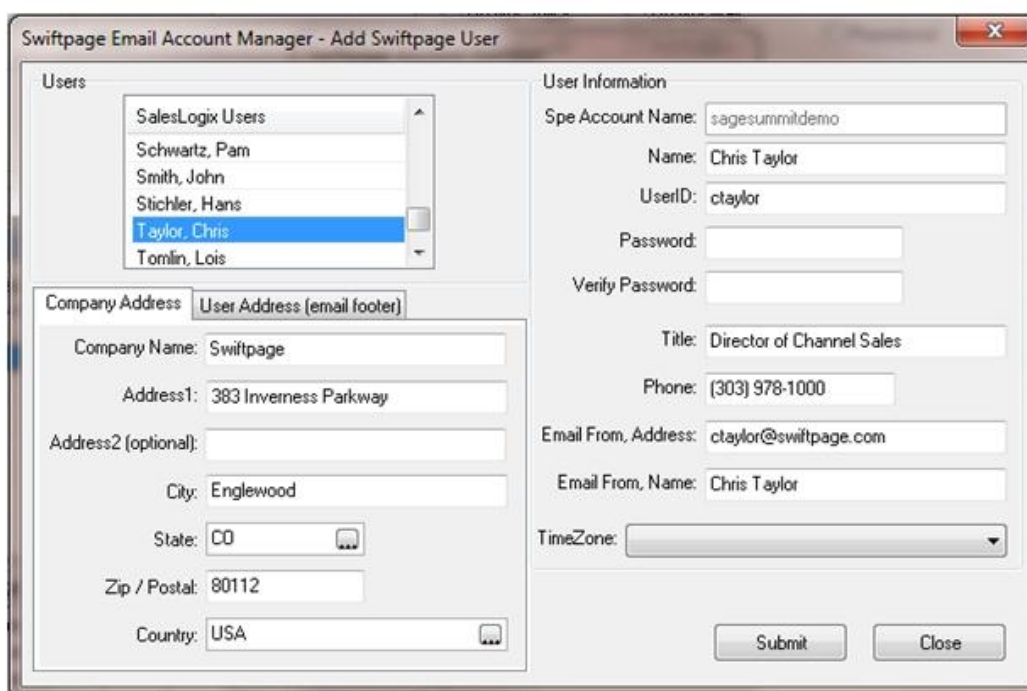 Swiftpage Email Account Manager - Add Swiftpage User
Users
SalesLogix Users
Schwartz, Pam
Smith, John
Stichler, Hans
Taylor, Chris
Tomlin, Lois
Company Address
User Address (email footer)
Company Name: Swiftpage
Address1: 383 Inverness Parkway
Address2 (optional):
City: Englewood
State: CO
Zip / Postal: 80112
Country: USA
User Information
Spe Account Name: sagesummitdemo
Name: Chris Taylor
UserID: ctaylor
Password:
Verify Password:
Title: Director of Channel Sales
Phone: (303) 978-1000
Email From, Address: ctaylor@swiftpage.com
Email From, Name: Chris Taylor
TimeZone:
Submit
Close